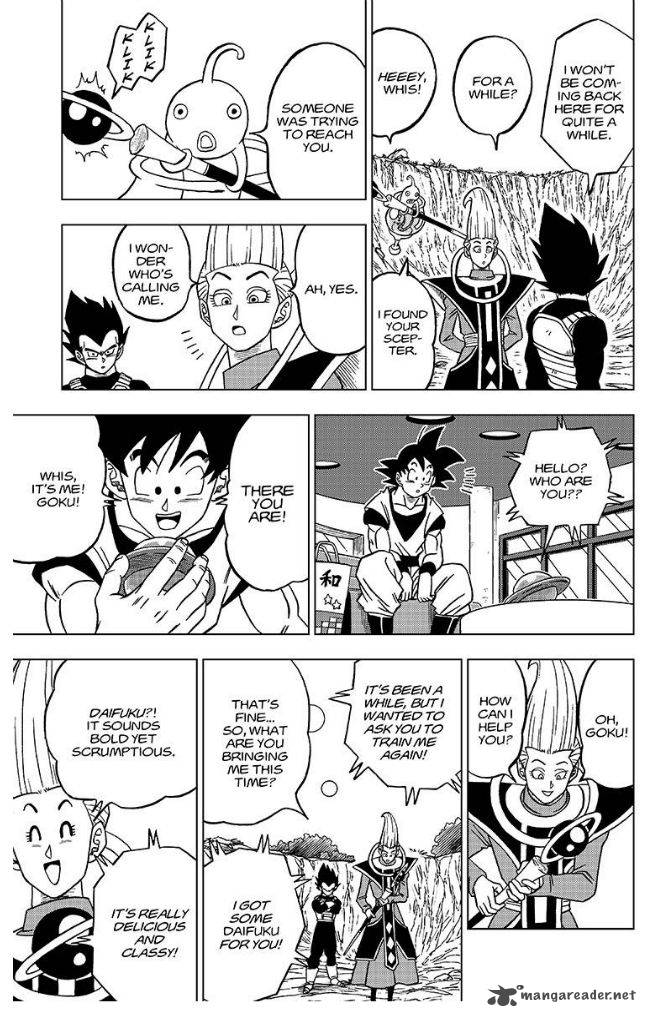 I WON'T
BE COM-
ING BACK
HERE FOR
QUITE A
WHILE.
FOR A
WHILE?
HEEEY,
WHIS!
I FOUND
YOUR
SCEP-
TER.
SOMEONE
WAS TRYING
TO REACH
YOU.
KLIK
KLIK
KLIK
AH, YES.
I WON-
DER
WHO'S
CALLING
ME.
HELLO?
WHO ARE
YOU??
和
THERE
YOU
ARE!
WHIS,
IT'S ME!
GOKU!
OH,
GOKU!
HOW
CAN I
HELP
YOU?
IT'S BEEN A
WHILE, BUT I
WANTED TO
ASK YOU TO
TRAIN ME
AGAIN!
THAT'S
FINE...
SO, WHAT
ARE YOU
BRINGING
ME THIS
TIME?
I GOT
SOME
DAIFUKU
FOR YOU!
DAIFUKU?!
IT SOUNDS
BOLD YET
SCRUMPTIOUS.
IT'S REALLY
DELICIOUS
AND
CLASSY!
mangareader.net